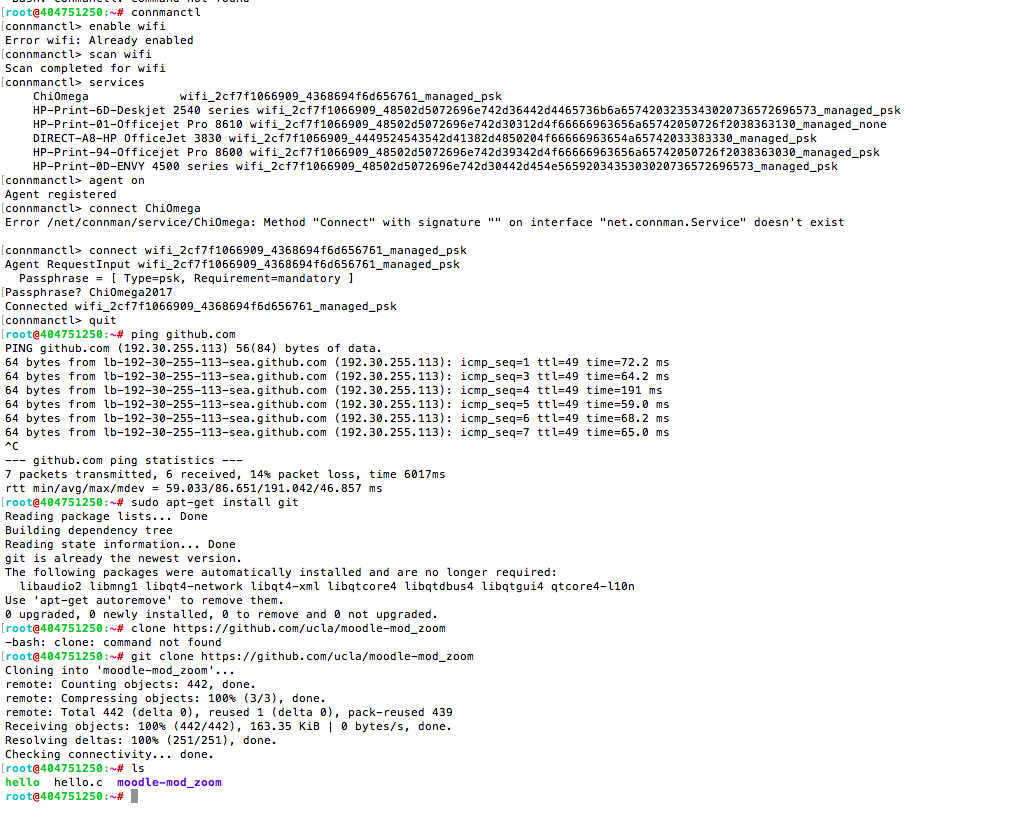 -bash: conmanctl: command not found
[root@404751250:~# connmanctl
[connmanctl> enable wifi
Error wifi: Already enabled
[connmanctl> scan wifi
Scan completed for wifi
[connmanctl> services
ChiOmega wifi_2cf7f1066909_4368694f6d656761_managed_psk
HP-Print-6D-Deskjet 2540 series wifi_2cf7f1066909_48502d5072696e742d36442d4465736b6a65742032353430207365726965​73_managed_psk
HP-Print-01-Officejet Pro 8610 wifi_2cf7f1066909_48502d5072696e742d30312d4f66666963656a65742050726f2038363130_managed_none
DIRECT-A8-HP OfficeJet 3830 wifi_2cf7f1066909_4449524543542d41382d4850204f66666963654a65742033383330_managed_psk
HP-Print-94-Officejet Pro 8600 wifi_2cf7f1066909_48502d5072696e742d39342d4f66666963656a65742050726f2038363030_managed_psk
HP-Print-0D-ENVY 4500 series wifi_2cf7f1066909_48502d5072696e742d30442d454e56592034353030207365726965​73_managed_psk
[connmanctl> agent on
Agent registered
[connmanctl> connect ChiOmega
Error /net/connman/service/ChiOmega: Method "Connect" with signature "" on interface "net.connman.Service" doesn't exist
[connmanctl> connect wifi_2cf7f1066909_4368694f6d656761_managed_psk
Agent RequestInput wifi_2cf7f1066909_4368694f6d656761_managed_psk
Passphrase = [ Type=psk, Requirement=mandatory ]
[Passphrase? ChiOmega2017
Connected wifi_2cf7f1066909_4368694f6d656761_managed_psk
[connmanctl> quit
[root@404751250:~# ping github.com
PING github.com (192.30.255.113) 56(84) bytes of data.
64 bytes from lb-192-30-255-113-sea.github.com (192.30.255.113): icmp_seq=1 ttl=49 time=72.2 ms
64 bytes from lb-192-30-255-113-sea.github.com (192.30.255.113): icmp_seq=3 ttl=49 time=64.2 ms
64 bytes from lb-192-30-255-113-sea.github.com (192.30.255.113): icmp_seq=4 ttl=49 time=191 ms
64 bytes from lb-192-30-255-113-sea.github.com (192.30.255.113): icmp_seq=5 ttl=49 time=59.0 ms
64 bytes from lb-192-30-255-113-sea.github.com (192.30.255.113): icmp_seq=6 ttl=49 time=68.2 ms
64 bytes from lb-192-30-255-113-sea.github.com (192.30.255.113): icmp_seq=7 ttl=49 time=65.0 ms
^C
--- github.com ping statistics ---
7 packets transmitted, 6 received, 14% packet loss, time 6017ms
rtt min/avg/max/mdev = 59.033/86.651/191.042/46.857 ms
[root@404751250:~# sudo apt-get install git
Reading package lists... Done
Building dependency tree
Reading state information... Done
git is already the newest version.
The following packages were automatically installed and are no longer required:
libaudio2 libmng1 libqt4-network libqt4-xml libqtcore4 libqtdbus4 libqtgui4 qtcore4-l10n
Use 'apt-get autoremove' to remove them.
0 upgraded, 0 newly installed, 0 to remove and 0 not upgraded.
[root@404751250:~# clone https://github.com/ucla/moodle-mod_zoom
-bash: clone: command not found
[root@404751250:~# git clone https://github.com/ucla/moodle-mod_zoom
Cloning into 'moodle-mod_zoom'...
remote: Counting objects: 442, done.
remote: Compressing objects: 100% (3/3), done.
remote: Total 442 (delta 0), reused 1 (delta 0), pack-reused 439
Receiving objects: 100% (442/442), 163.35 KiB | 0 bytes/s, done.
Resolving deltas: 100% (251/251), done.
Checking connectivity... done.
[root@404751250:~# ls
hello hello.c moodle-mod_zoom
root@404751250:~#